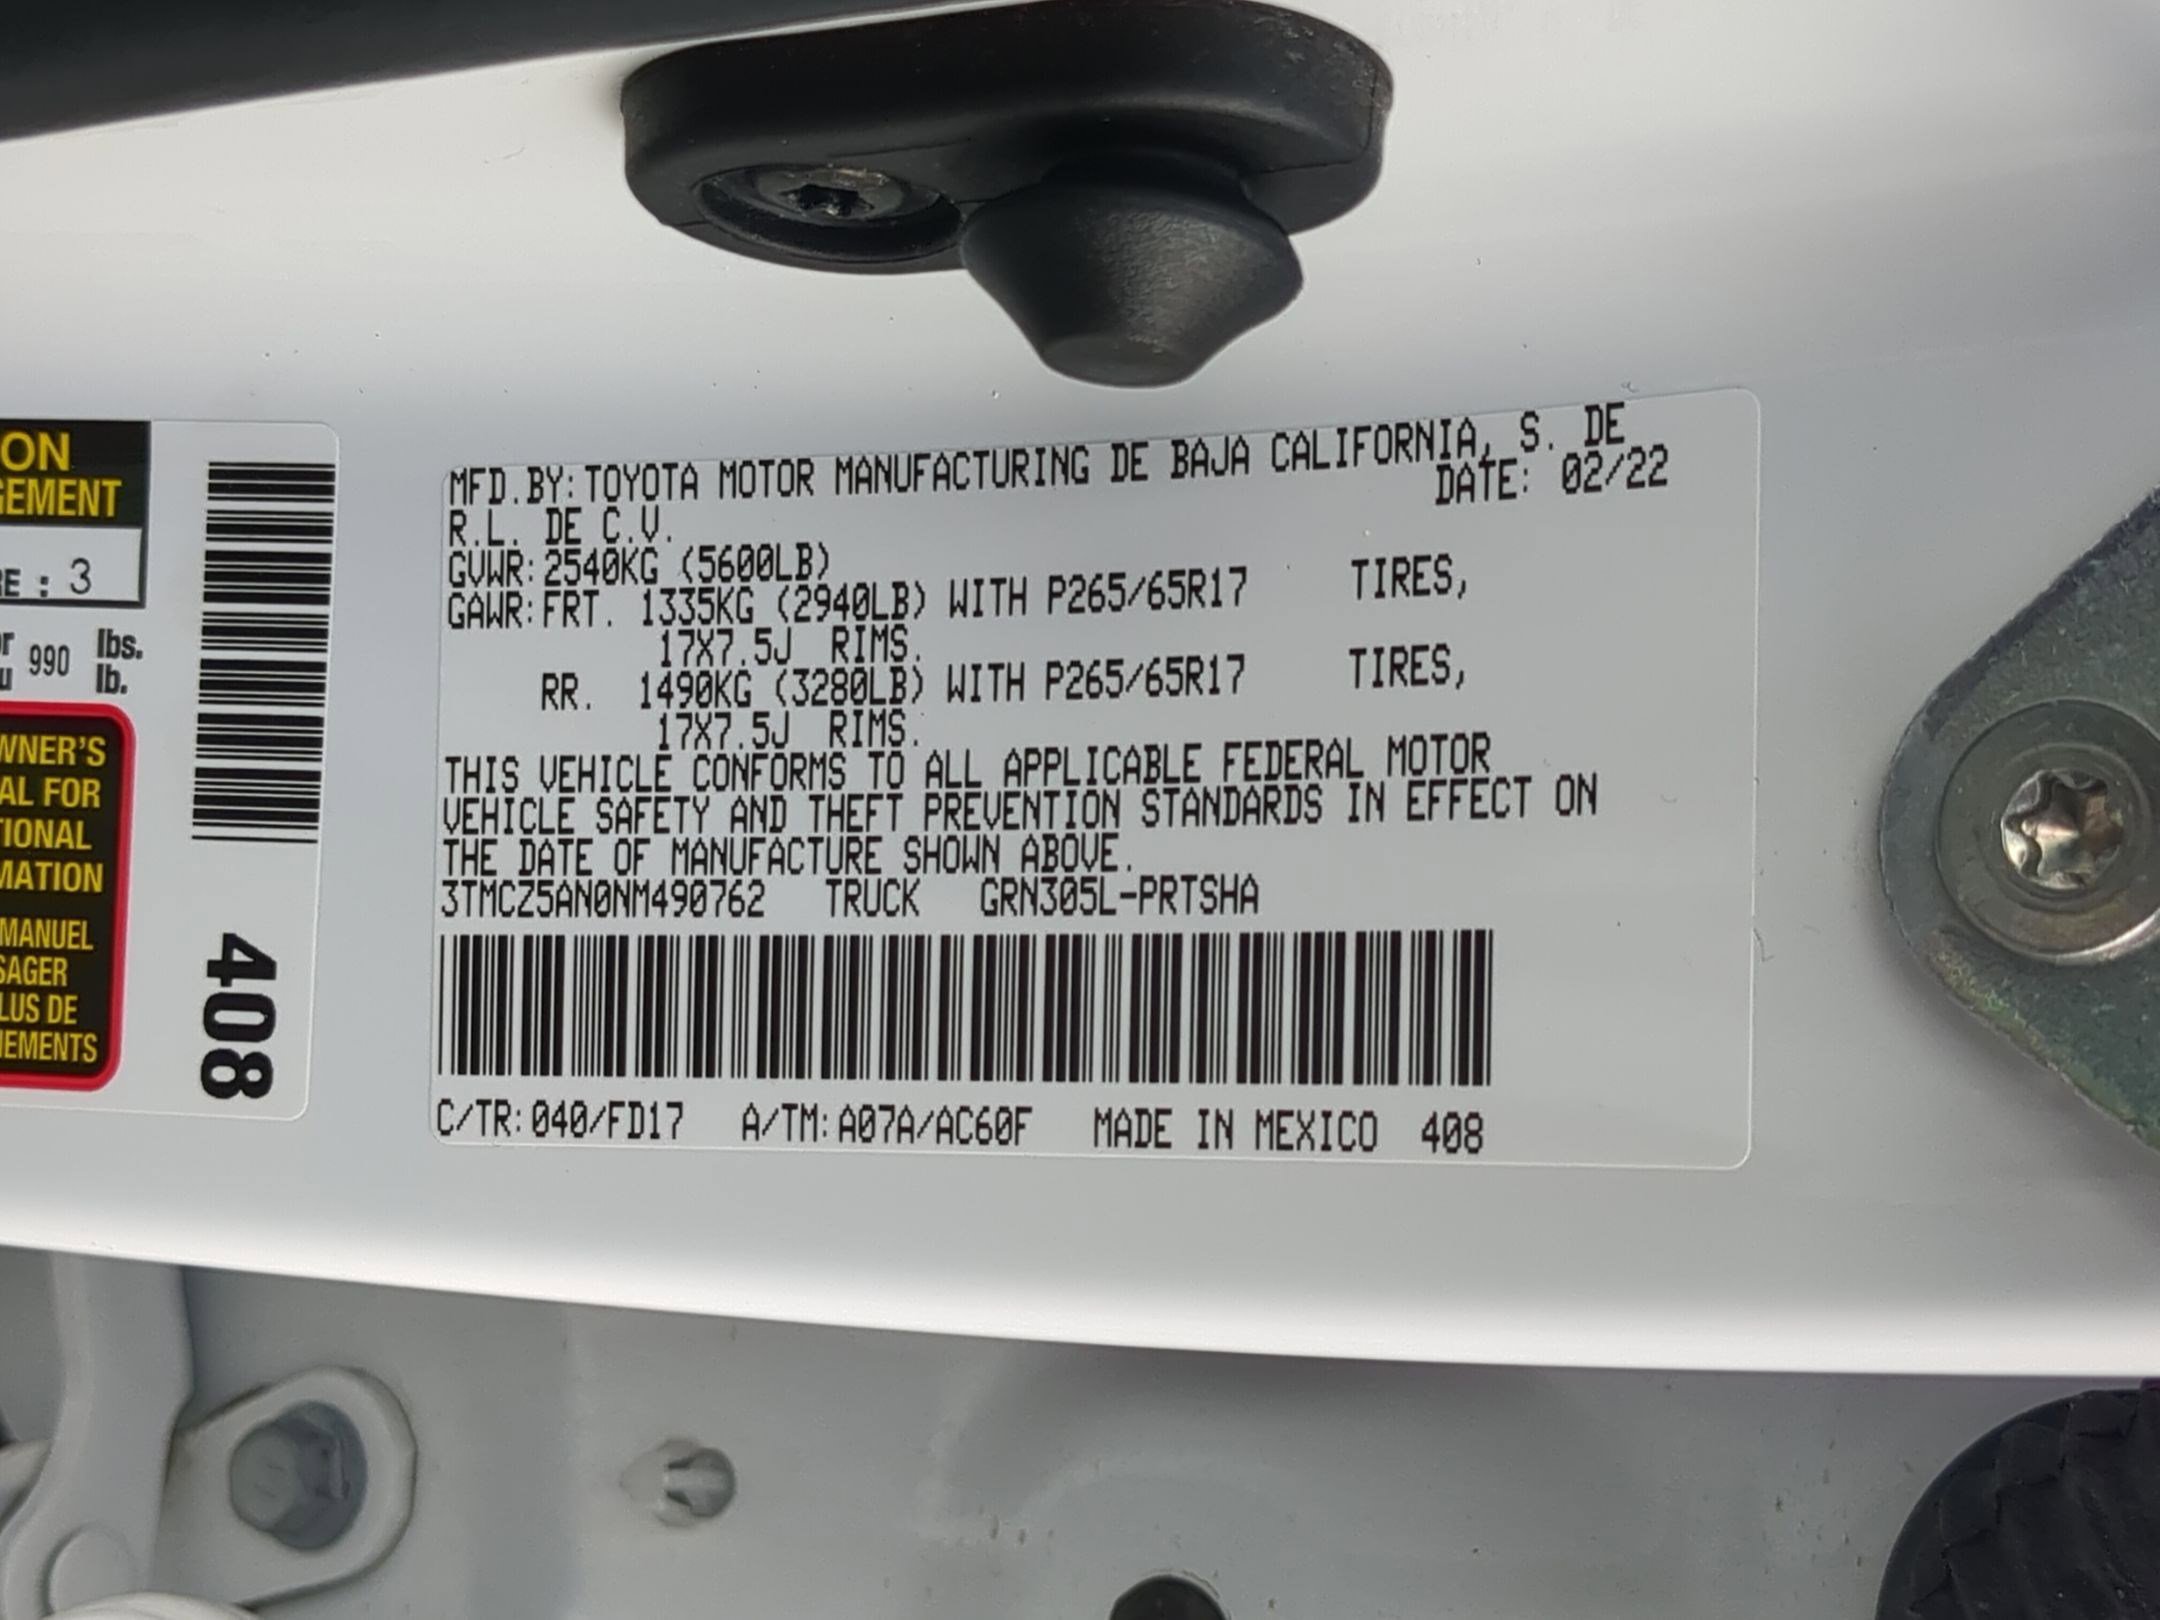 ON
GEMENT
RE : 3
990 lbs.
lb.
WNER'S
AL FOR
TIONAL
MATION
MANUEL
SAGER
LUS DE
NEMENTS
408
MFD.BY:TOYOTA MOTOR MANUFACTURING DE BAJA CALIFORNIA, S. DE
R.L. DE C.V. DATE: 02/22
GVWR:2540KG (5600LB)
GAWR:FRT. 1335KG (2940LB) WITH P265/65R17 TIRES,
17X7.5J RIMS.
RR. 1490KG (3280LB) WITH P265/65R17 TIRES,
17X7.5J RIMS.
THIS VEHICLE CONFORMS TO ALL APPLICABLE FEDERAL MOTOR
VEHICLE SAFETY AND THEFT PREVENTION STANDARDS IN EFFECT ON
THE DATE OF MANUFACTURE SHOWN ABOVE.
3TMCZ5AN0NM490762 TRUCK GRN305L-PRTSHA
C/TR:040/FD17 A/TM:A07A/AC60F MADE IN MEXICO 408